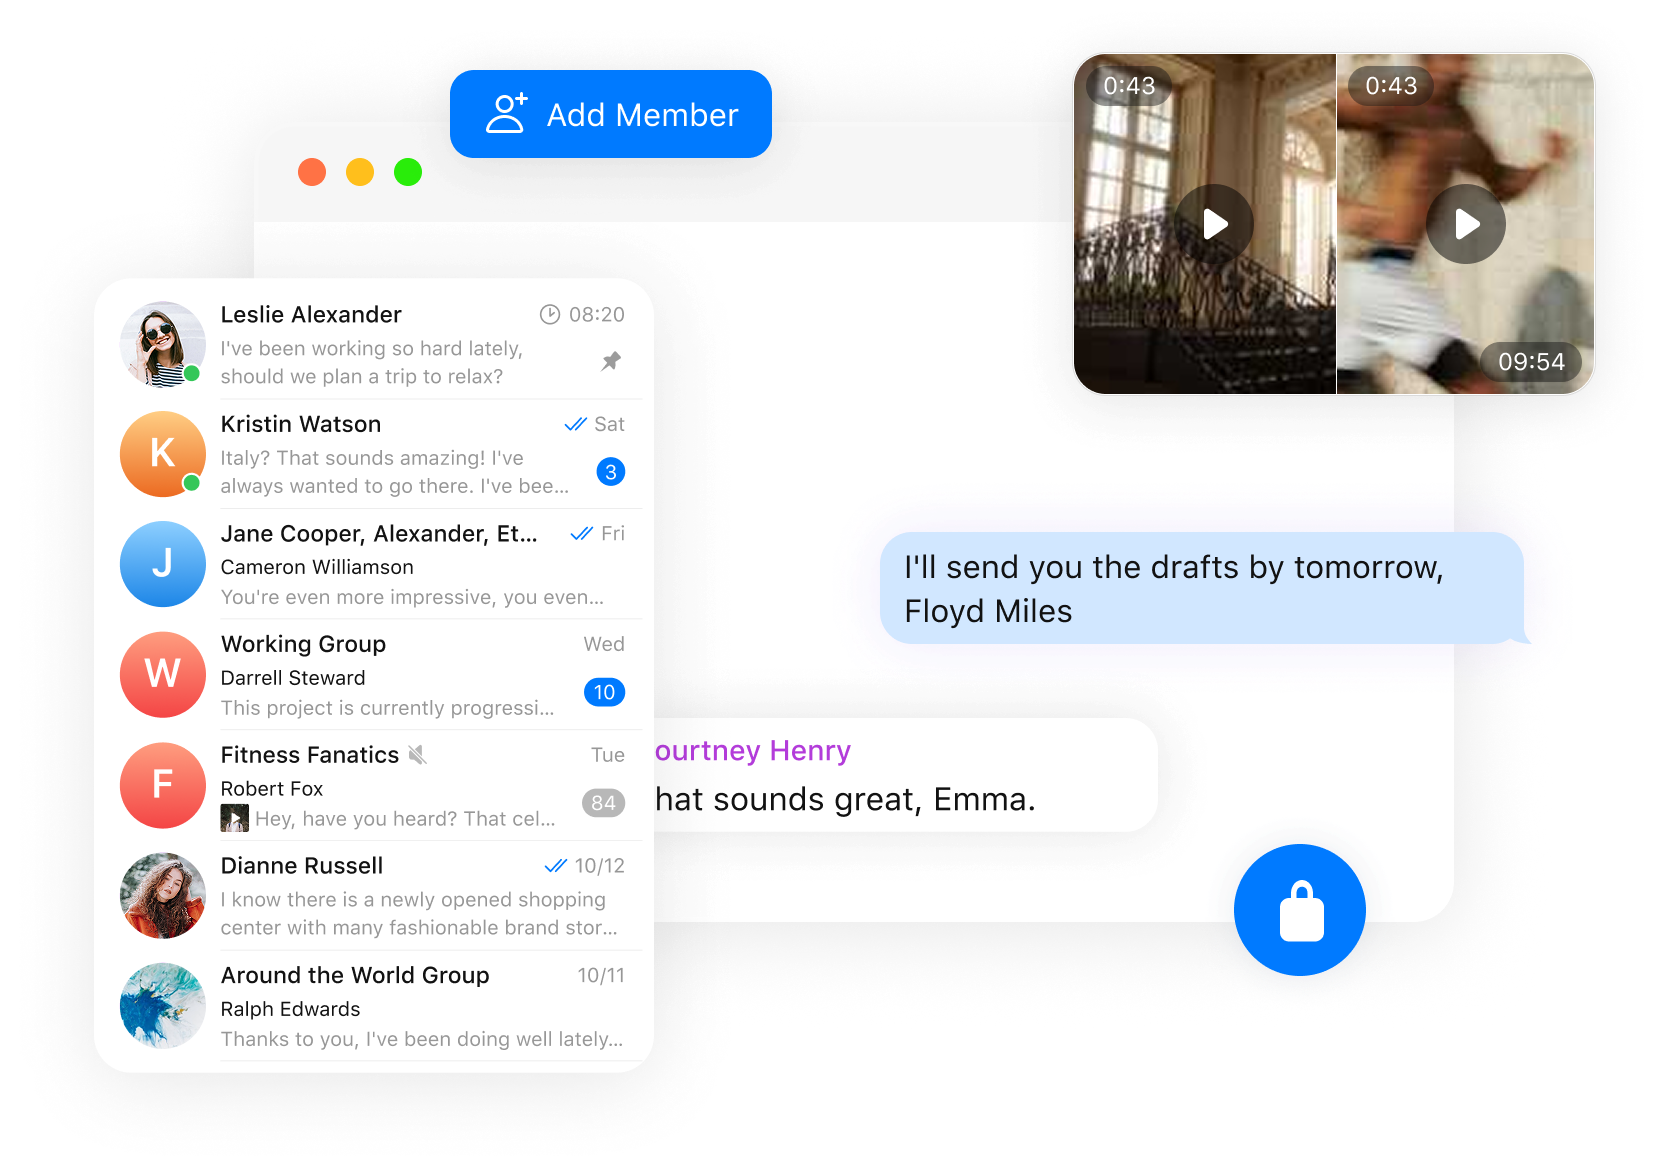 Add Member
0:43
0:43
09:54
Leslie Alexander
08:20
I've been working so hard lately,
should we plan a trip to relax?
K
Kristin Watson
Sat
Italy? That sounds amazing! I've
always wanted to go there. I've bee...
3
J
Jane Cooper, Alexander, Et...
Fri
Cameron Williamson
You're even more impressive, you even...
W
Working Group
Wed
Darrell Steward
This project is currently progressi...
10
F
Fitness Fanatics
Tue
Robert Fox
Hey, have you heard? That cel...
84
Dianne Russell
10/12
I know there is a newly opened shopping
center with many fashionable brand stor...
Around the World Group
10/11
Ralph Edwards
Thanks to you, I've been doing well lately...
I'll send you the drafts by tomorrow,
Floyd Miles
ourtney Henry
hat sounds great, Emma.